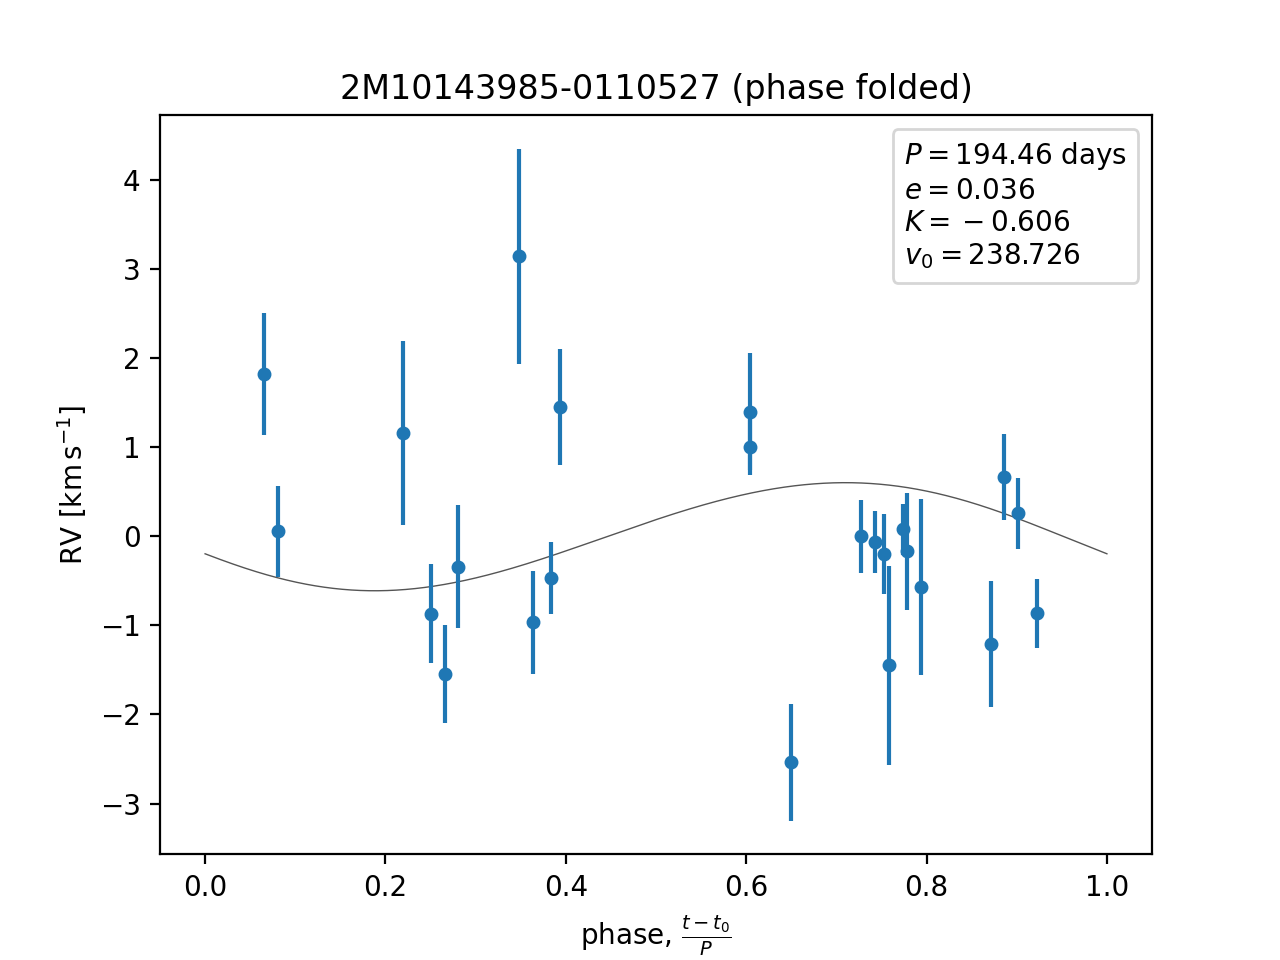 2M10143985-0110527 (phase folded)
P = 194.46 days
e = 0.036
K = −0.606
v₀ = 238.726
RV [km s⁻¹]
4
3
2
1
0
−1
−2
−3
0.0 0.2 0.4 0.6 0.8 1.0
phase, (t − t₀)/P